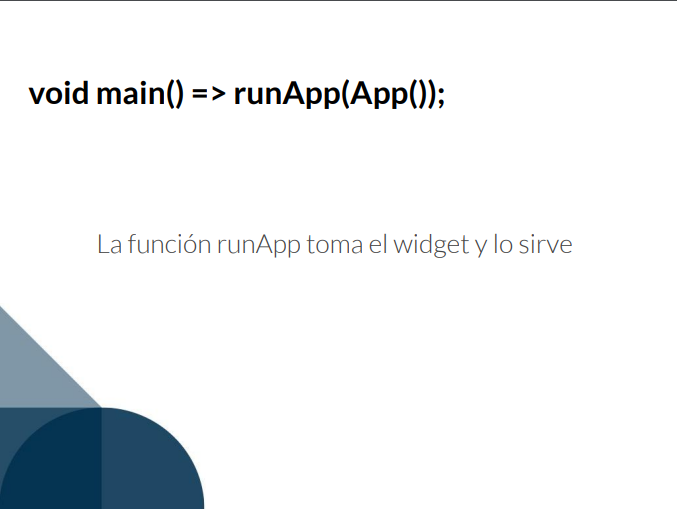 void main() => runApp(App());
La función runApp toma el widget y lo sirve